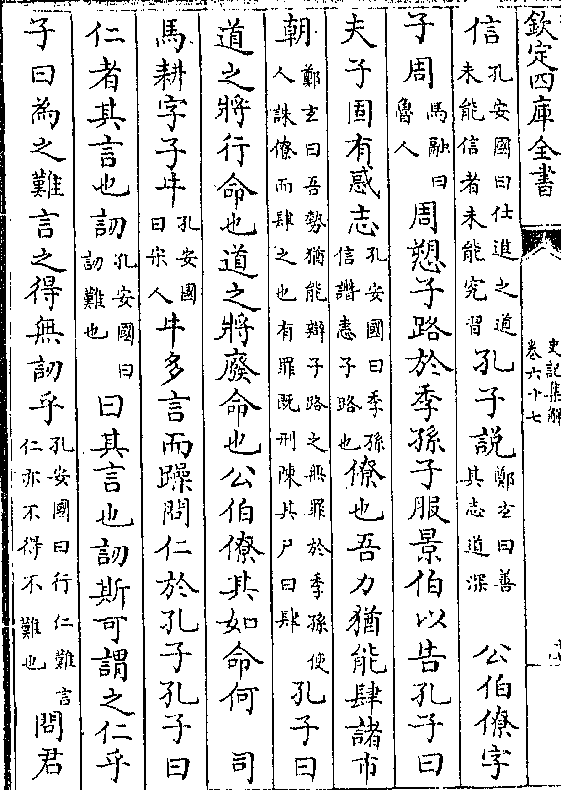 欽定四庫全書
史記集解
卷六十七
信孔安國曰仕進之道未能信者未能究習孔子說鄭玄曰善其志道深　公伯僚字
子周馬融曰魯人周愬子路於季孫子服景伯以告孔子曰
夫子固有惑志孔安國曰季孫信讒恚子路也僚也吾力猶能肆諸市
朝鄭玄曰吾勢猶能辯子路之無罪於季孫使人誅僚而肆之也有罪既刑陳其尸曰肆孔子曰
道之將行命也道之將廢命也公伯僚其如命何　司
馬耕字子牛孔安國曰宋人牛多言而躁問仁於孔子孔子曰
仁者其言也訒孔安國曰訒難也曰其言也訒斯可謂之仁乎
子曰為之難言之得無訒乎孔安國曰行仁難言仁亦不得不難也問君